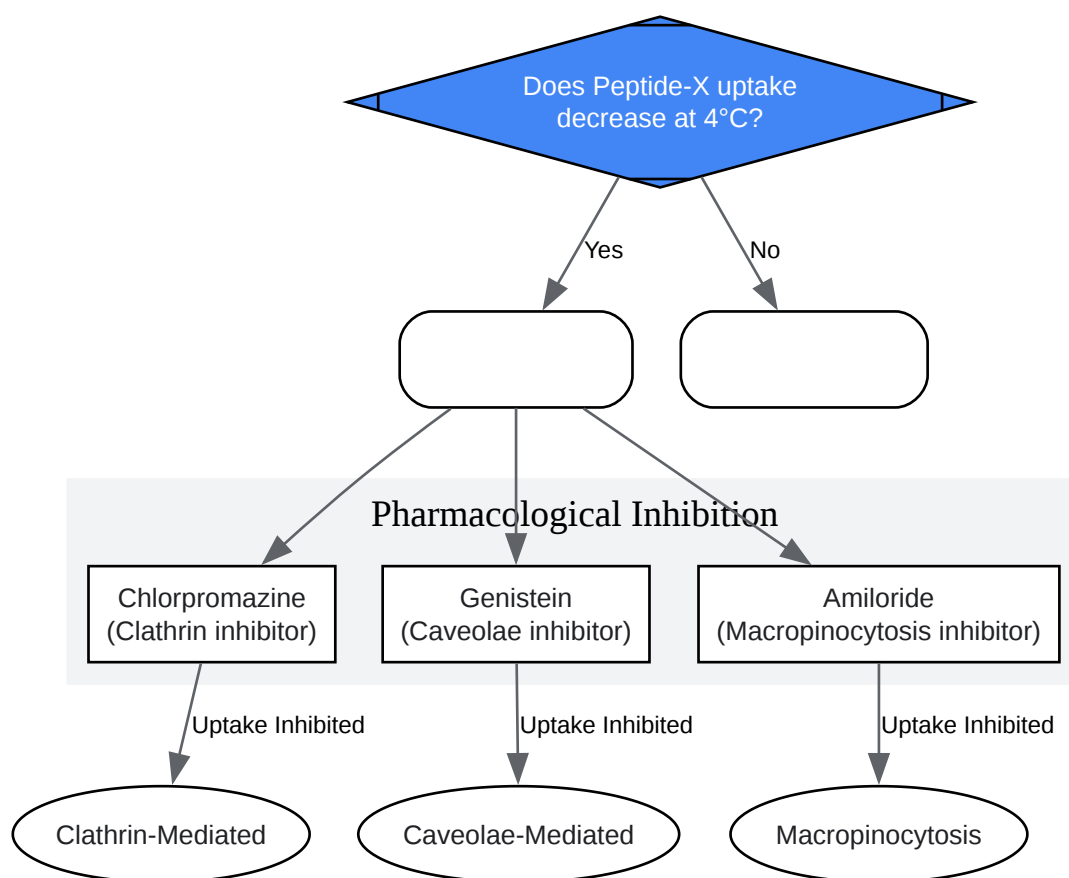 Does Peptide-X uptake
decrease at 4°C?
Yes
No
Pharmacological Inhibition
Chlorpromazine
(Clathrin inhibitor)
Genistein
(Caveolae inhibitor)
Amiloride
(Macropinocytosis inhibitor)
Uptake Inhibited
Uptake Inhibited
Uptake Inhibited
Clathrin-Mediated
Caveolae-Mediated
Macropinocytosis